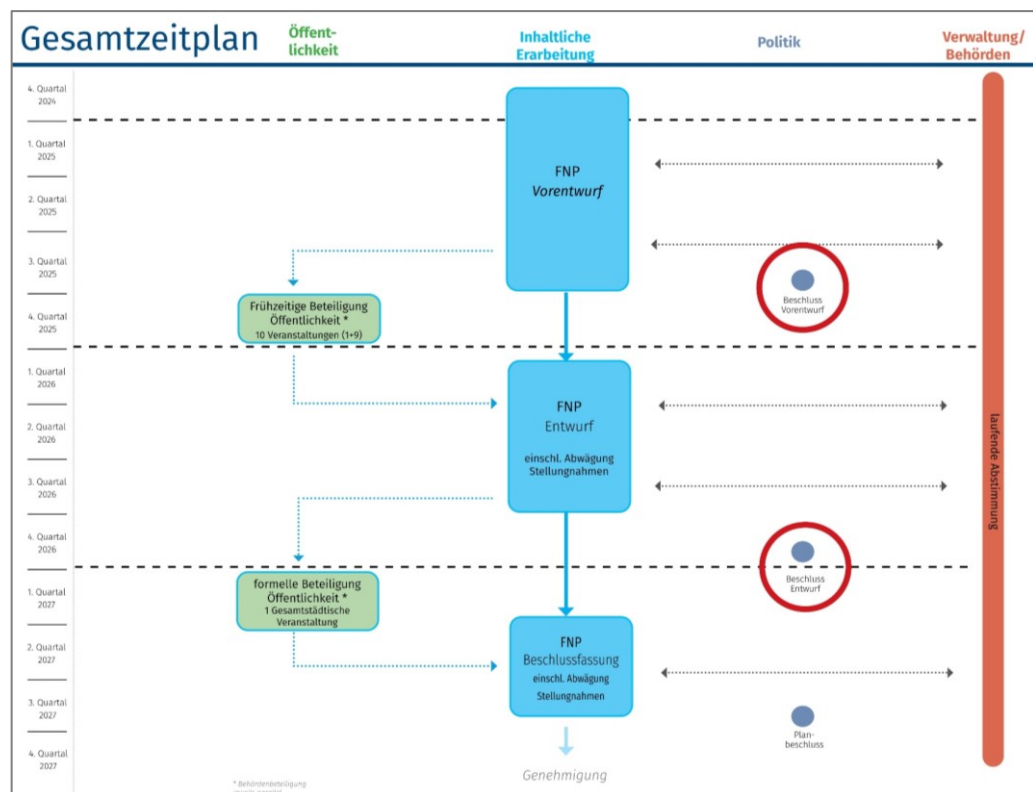 Gesamtzeitplan
Öffent-
lichkeit
Inhaltliche
Erarbeitung
Politik
Verwaltung/
Behörden
4. Quartal
2024
1. Quartal
2025
2. Quartal
2025
3. Quartal
2025
4. Quartal
2025
1. Quartal
2026
2. Quartal
2026
3. Quartal
2026
4. Quartal
2026
1. Quartal
2027
2. Quartal
2027
3. Quartal
2027
4. Quartal
2027
Frühzeitige Beteiligung
Öffentlichkeit *
10 Veranstaltungen (1+9)
formelle Beteiligung
Öffentlichkeit *
1 Gesamtstädtische
Veranstaltung
* Behördenbeteiligung
FNP
Vorentwurf
FNP
Entwurf
einschl. Abwägung
Stellungnahmen
FNP
Beschlussfassung
einschl. Abwägung
Stellungnahmen
Genehmigung
Beschluss
Vorentwurf
Beschluss
Entwurf
Plan-
beschluss
laufende Abstimmung